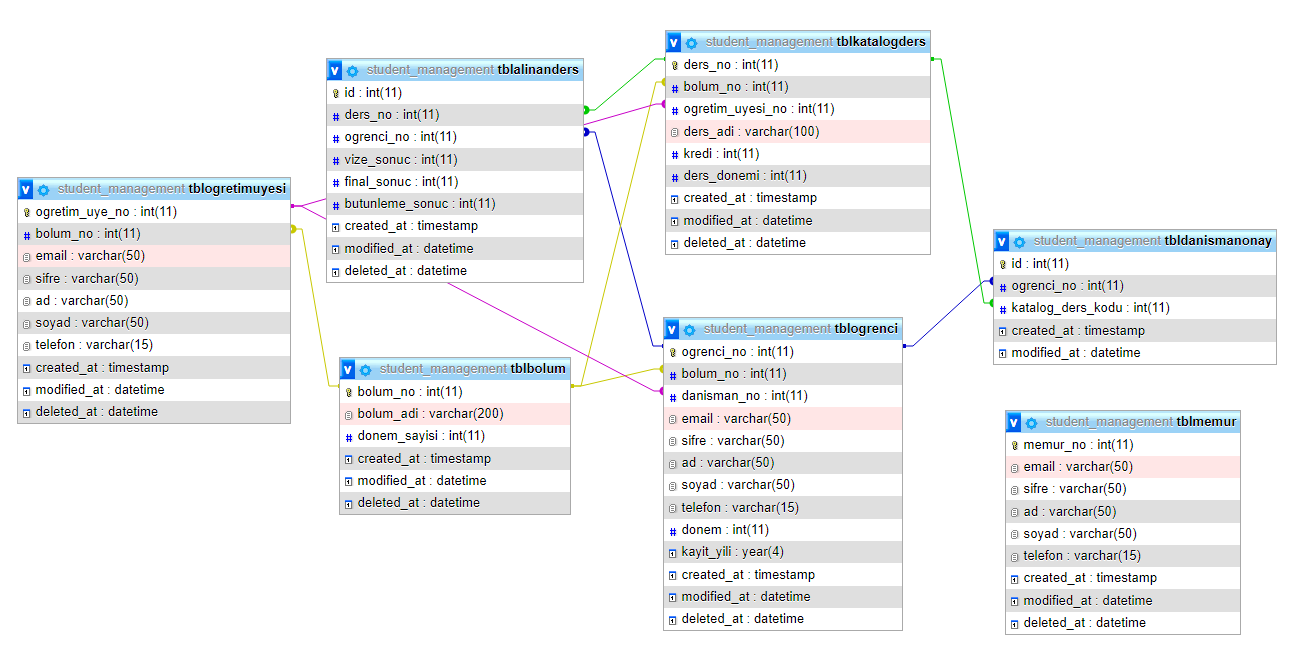 student_management tblogretimuyesi
ogretim_uye_no : int(11)
bolum_no : int(11)
email : varchar(50)
sifre : varchar(50)
ad : varchar(50)
soyad : varchar(50)
telefon : varchar(15)
created_at : timestamp
modified_at : datetime
deleted_at : datetime
student_management tblalinanders
id : int(11)
ders_no : int(11)
ogrenci_no : int(11)
vize_sonuc : int(11)
final_sonuc : int(11)
butunleme_sonuc : int(11)
created_at : timestamp
modified_at : datetime
deleted_at : datetime
student_management tblbolum
bolum_no : int(11)
bolum_adi : varchar(200)
donem_sayisi : int(11)
created_at : timestamp
modified_at : datetime
deleted_at : datetime
student_management tblkatalogders
ders_no : int(11)
bolum_no : int(11)
ogretim_uyesi_no : int(11)
ders_adi : varchar(100)
kredi : int(11)
ders_donemi : int(11)
created_at : timestamp
modified_at : datetime
deleted_at : datetime
student_management tblogrenci
ogrenci_no : int(11)
bolum_no : int(11)
danisman_no : int(11)
email : varchar(50)
sifre : varchar(50)
ad : varchar(50)
soyad : varchar(50)
telefon : varchar(15)
donem : int(11)
kayit_yili : year(4)
created_at : timestamp
modified_at : datetime
deleted_at : datetime
student_management tbldanismanonay
id : int(11)
ogrenci_no : int(11)
katalog_ders_kodu : int(11)
created_at : timestamp
modified_at : datetime
student_management tblmemur
memur_no : int(11)
email : varchar(50)
sifre : varchar(50)
ad : varchar(50)
soyad : varchar(50)
telefon : varchar(15)
created_at : timestamp
modified_at : datetime
deleted_at : datetime